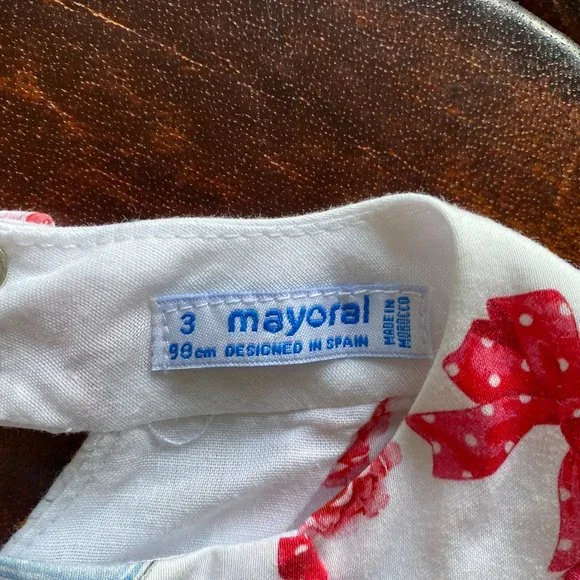 3 mayoral
98cm DESIGNED IN SPAIN
MADE IN
MOROCCO